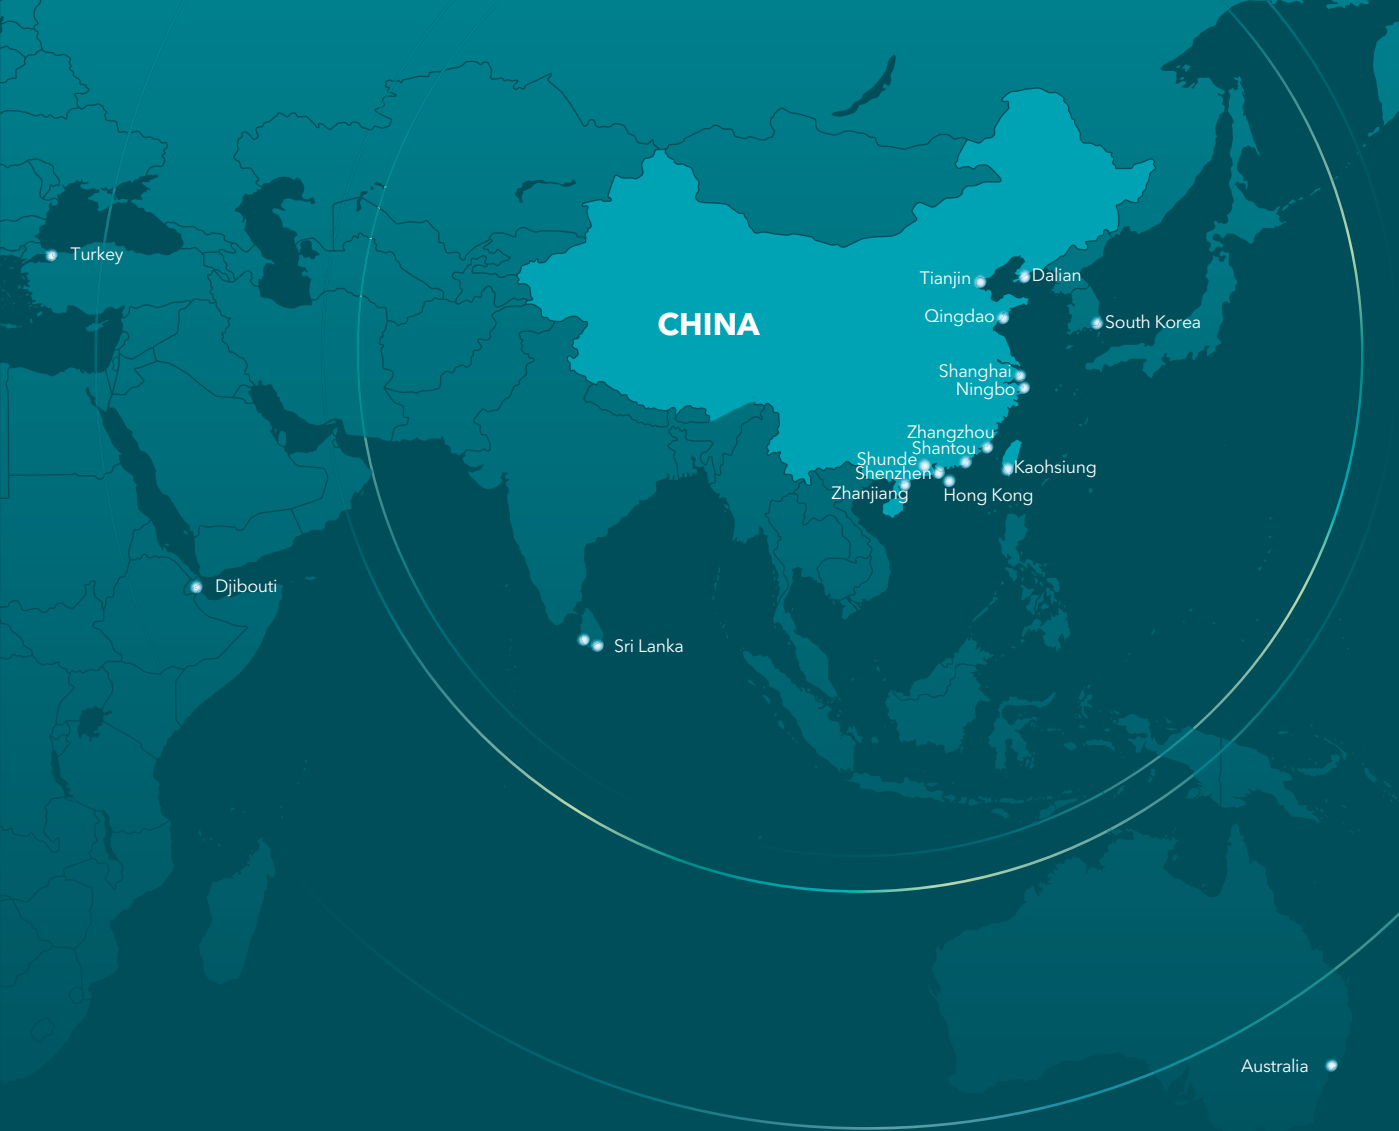 Turkey
Tianjin
Dalian
CHINA
Qingdao
South Korea
Shanghai
Ningbo
Zhangzhou
Shantou
Shunde
Kaohsiung
Shenzhen
Zhanjiang
Hong Kong
Djibouti
Sri Lanka
Australia